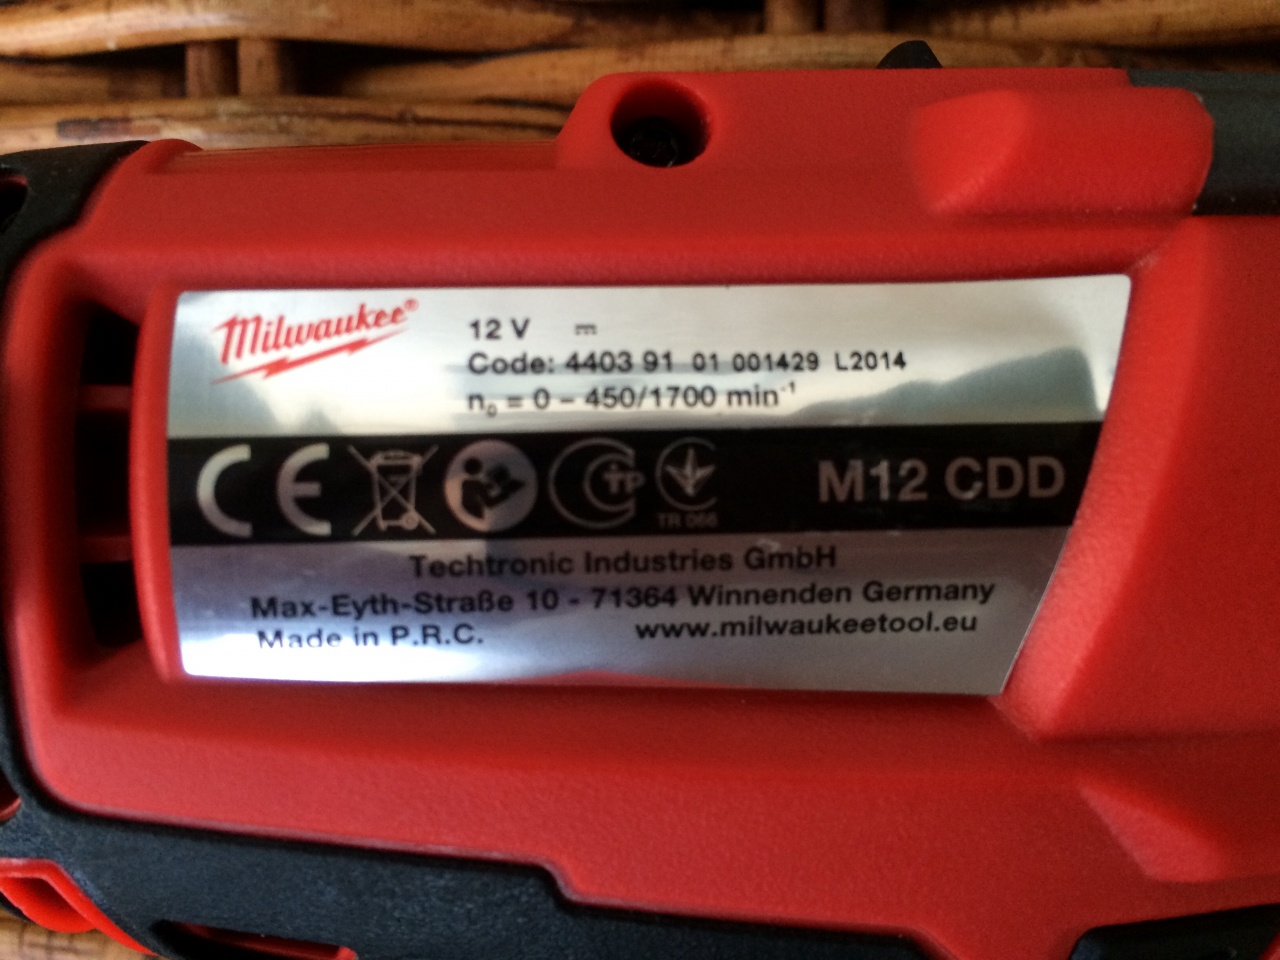 Milwaukee®
12 V ⎓
Code: 4403 91 01 001429 L2014
n₀ = 0 – 450/1700 min⁻¹
CE
TP
TR 066
M12 CDD
Techtronic Industries GmbH
Max-Eyth-Straße 10 - 71364 Winnenden Germany
Made in P.R.C. www.milwaukeetool.eu